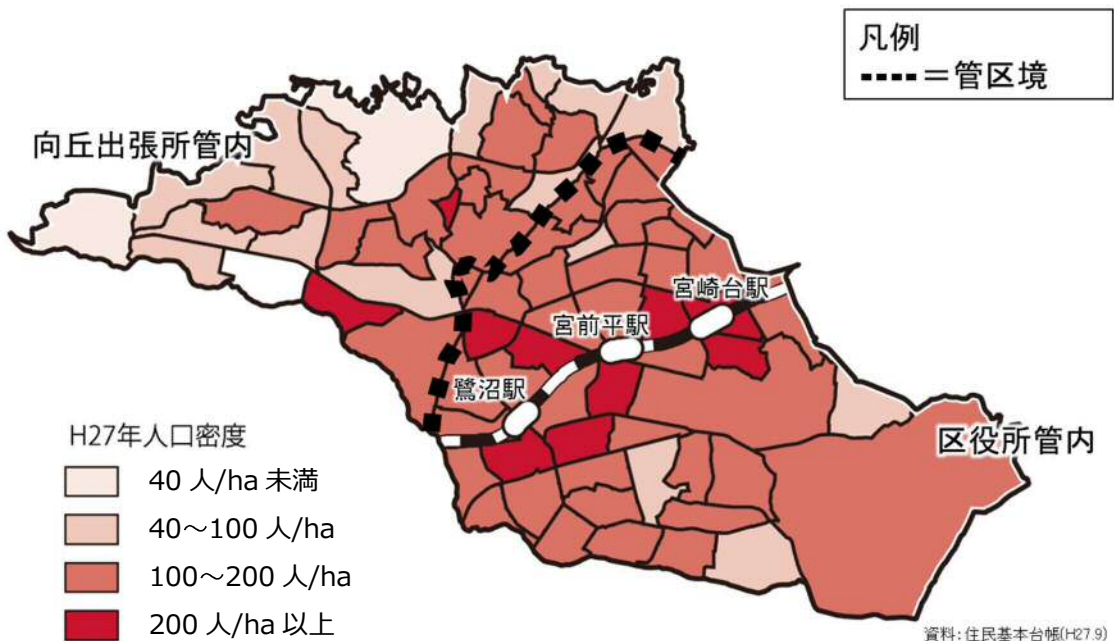 凡例
＝管区境
向丘出張所管内
宮崎台駅
宮前平駅
鷺沼駅
区役所管内
H27年人口密度
40 人/ha 未満
40～100 人/ha
100～200 人/ha
200 人/ha 以上
資料:住民基本台帳(H27.9)